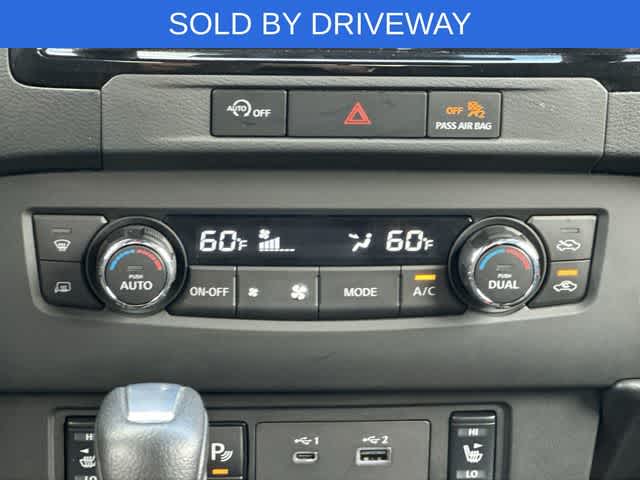 SOLD BY DRIVEWAY
AUTO OFF
OFF 2
PASS AIR BAG
60°F 60°F
PUSH AUTO
ON-OFF MODE A/C
PUSH DUAL
HI P 1 2 HI
LO LO